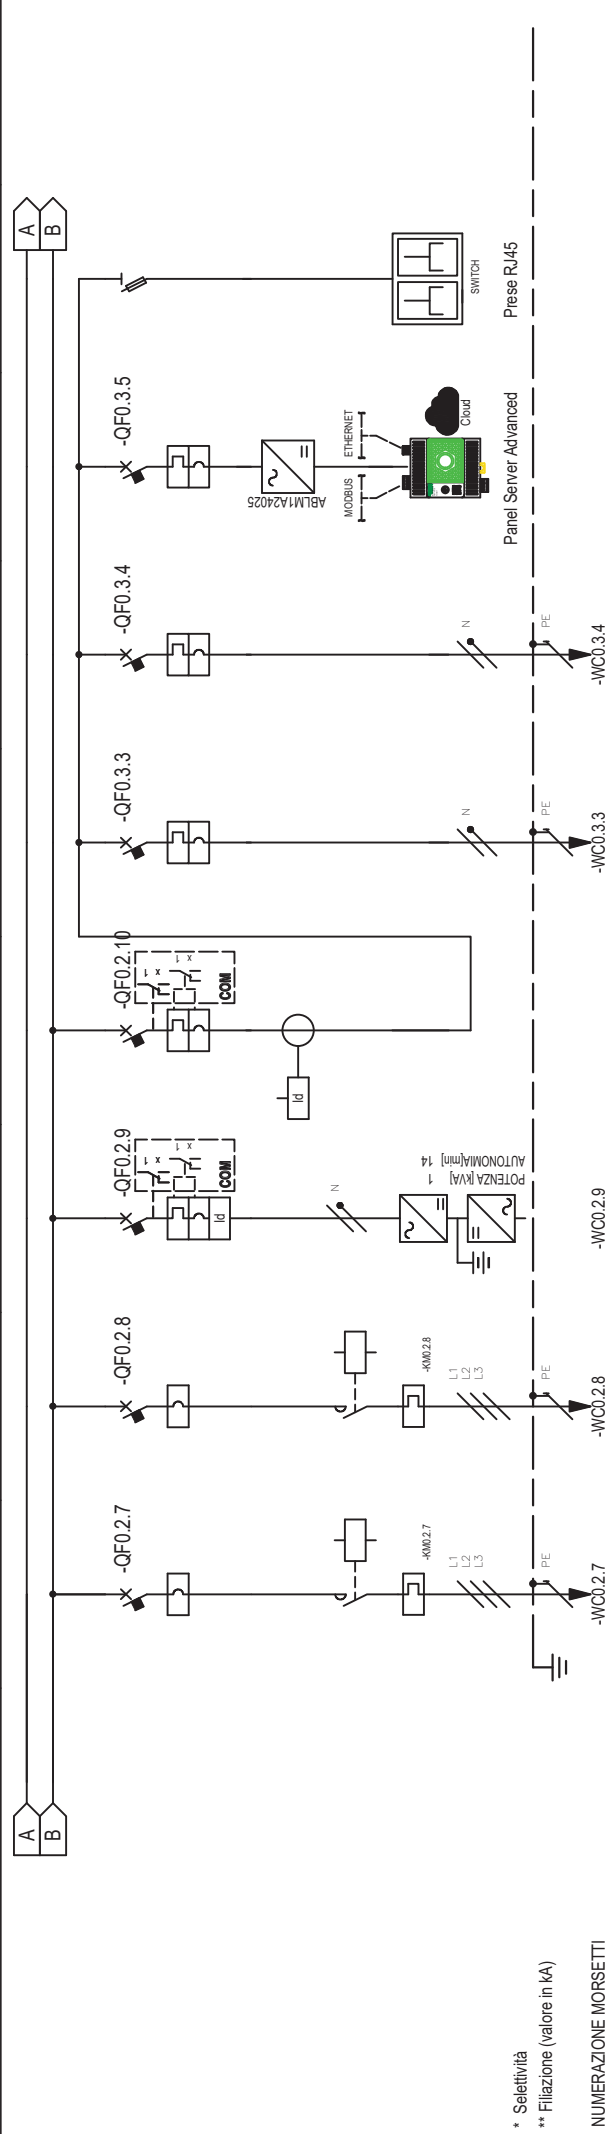 A
B
A
B
-QF0.2.7
-QF0.2.8
-QF0.2.9
-QF0.2.10
-QF0.3.3
-QF0.3.4
-QF0.3.5
x 1
x 1
COM
Id
x 1
x 1
COM
Id
-KM0.2.7
-KM0.2.8
L1
L2
L3
L1
L2
L3
N
N
N
POTENZA [kVA] 1
AUTONOMIA[min] 14
ABLM1A24025
MODBUS
ETHERNET
Cloud
Panel Server Advanced
SWITCH
Prese RJ45
PE
PE
PE
PE
* Selettività
** Filiazione (valore in kA)
NUMERAZIONE MORSETTI
-WC0.2.7
-WC0.2.8
-WC0.2.9
-WC0.3.3
-WC0.3.4